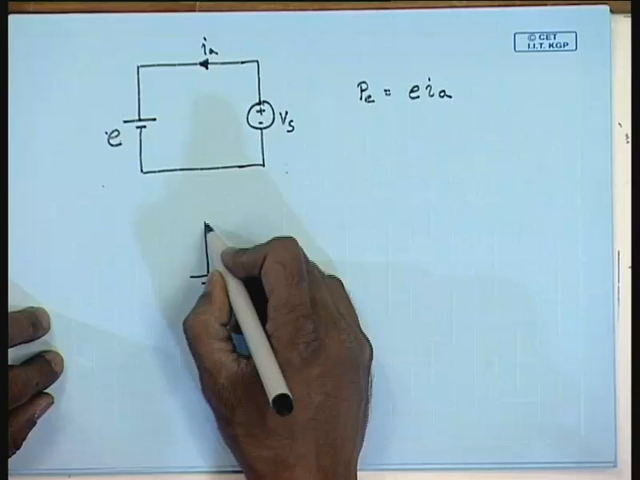 © CET
I.I.T. KGP
iₐ
Pₑ = e iₐ
+
-
Vₛ
e